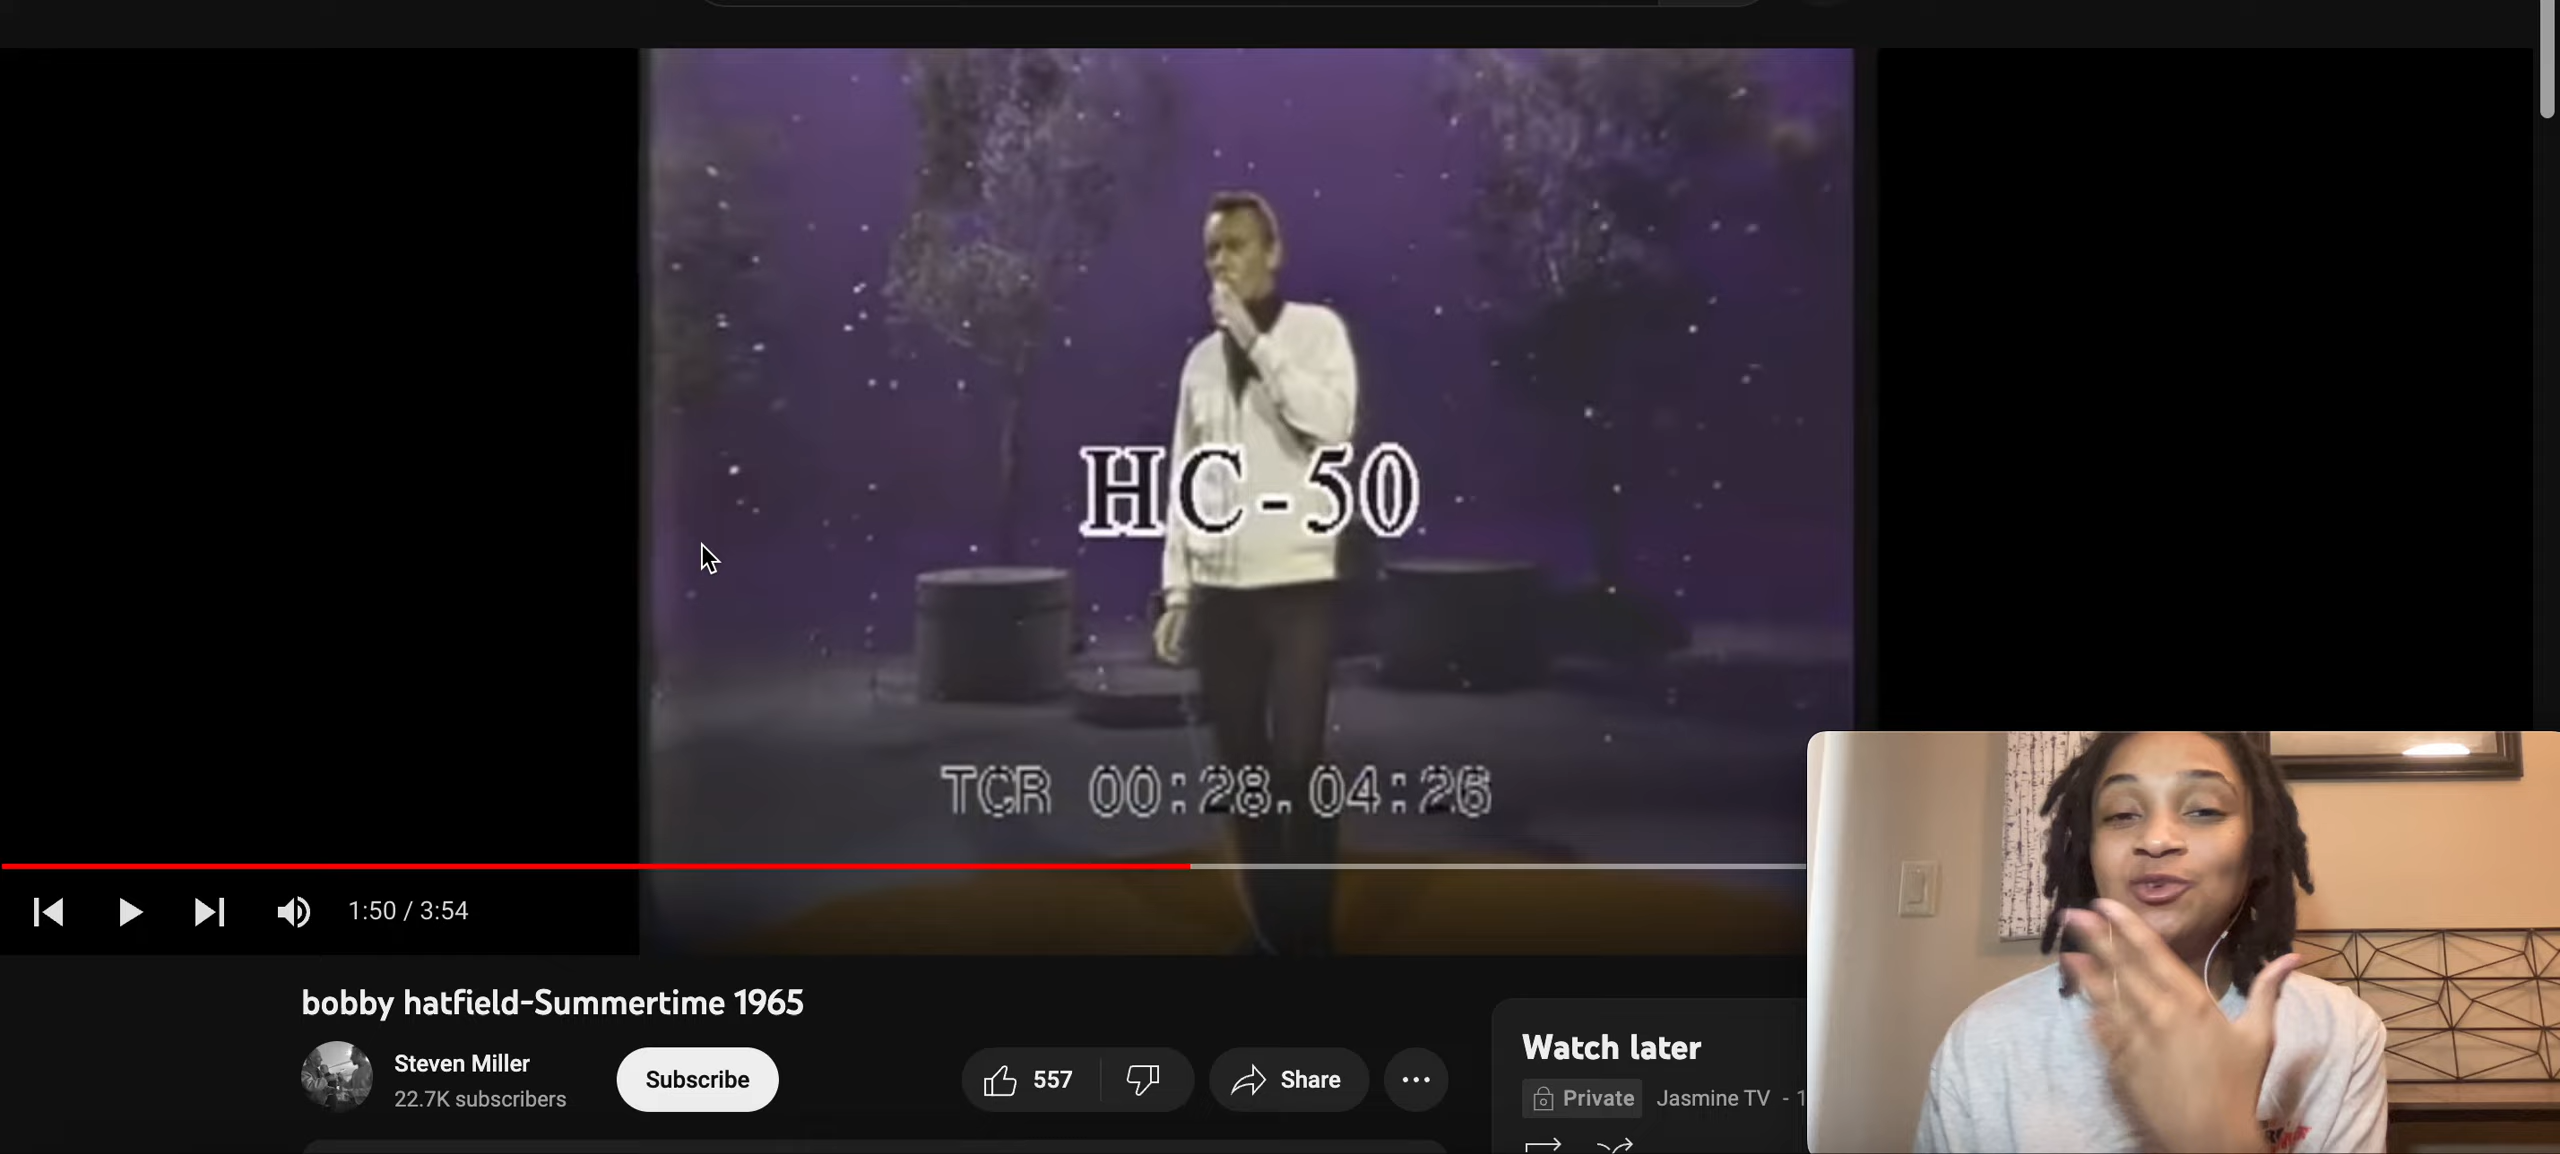 HC-50
TCR 00:28.04:26
1:50 / 3:54
bobby hatfield-Summertime 1965
Steven Miller
22.7K subscribers
Subscribe
557
Share
Watch later
Private
Jasmine TV - 1